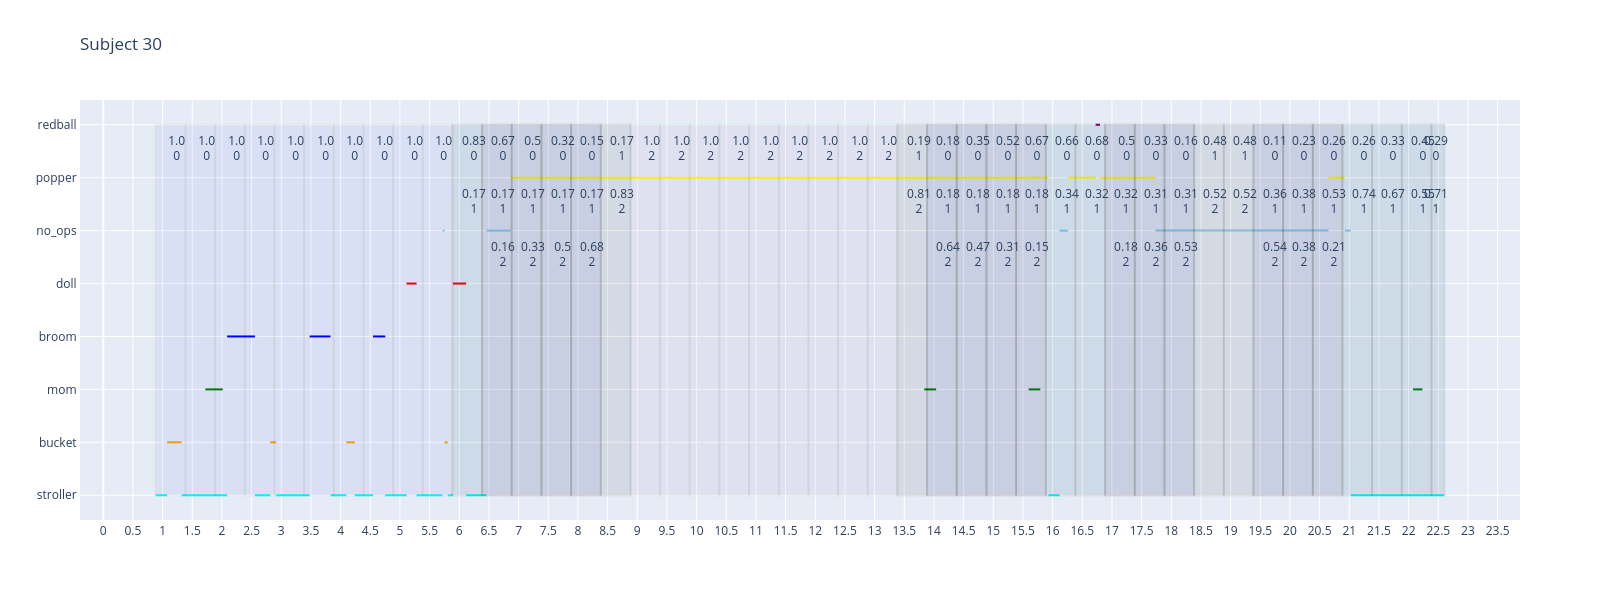 Subject 30
redball
1.0 1.0 1.0 1.0 1.0 1.0 1.0 1.0 1.0 1.0 0.83 0.67 0.5 0.32 0.15 0.17 1.0 1.0 1.0 1.0 1.0 1.0 1.0 1.0 1.0 0.19 0.18 0.35 0.52 0.67 0.66 0.68 0.5 0.33 0.16 0.48 0.48 0.11 0.23 0.26 0.26 0.33 0.45 0.29
0 0 0 0 0 0 0 0 0 0 0 0 0 0 0 1 2 2 2 2 2 2 2 2 2 1 0 0 0 0 0 0 0 0 0 1 1 0 0 0 0 0 0 0
popper
0.17 0.17 0.17 0.17 0.17 0.83 0.81 0.18 0.18 0.18 0.18 0.34 0.32 0.32 0.31 0.31 0.52 0.52 0.36 0.38 0.53 0.74 0.67 0.55 0.71
1 1 1 1 1 2 2 1 1 1 1 1 1 1 1 1 2 2 1 1 1 1 1 1 1
no_ops
0.16 0.33 0.5 0.68 0.64 0.47 0.31 0.15 0.18 0.36 0.53 0.54 0.38 0.21
2 2 2 2 2 2 2 2 2 2 2 2 2 2
doll
broom
mom
bucket
stroller
0 0.5 1 1.5 2 2.5 3 3.5 4 4.5 5 5.5 6 6.5 7 7.5 8 8.5 9 9.5 10 10.5 11 11.5 12 12.5 13 13.5 14 14.5 15 15.5 16 16.5 17 17.5 18 18.5 19 19.5 20 20.5 21 21.5 22 22.5 23 23.5